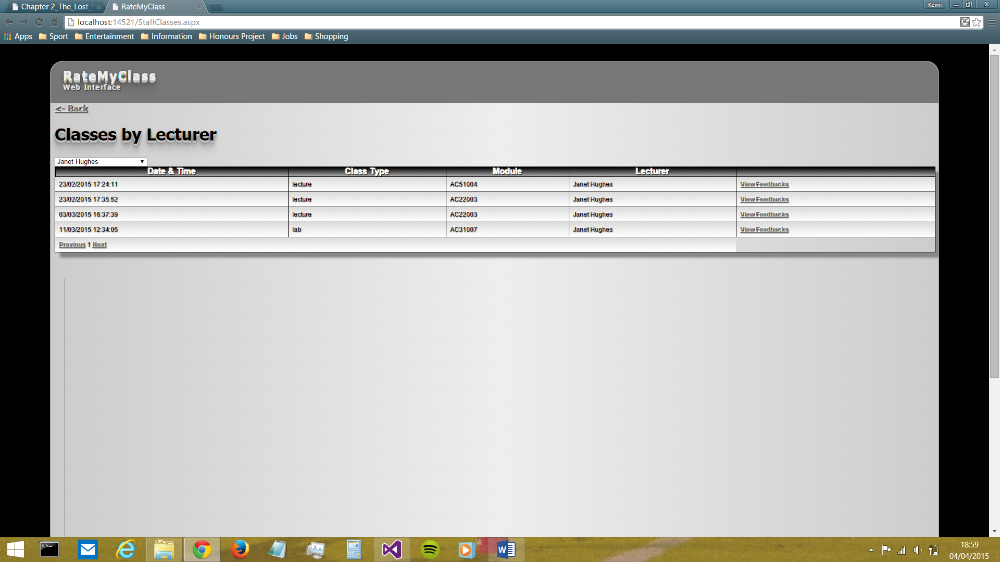 Chapter 2_The_Lost_
RateMyClass
Kevin
localhost:14521/StaffClasses.aspx
Apps Sport Entertainment Information Honours Project Jobs Shopping
RateMyClass
Web Interface
<- Back
Classes by Lecturer
Janet Hughes
Date & Time Class Type Module Lecturer
23/02/2015 17:24:11 lecture AC51004 Janet Hughes View Feedbacks
23/02/2015 17:35:52 lecture AC22003 Janet Hughes View Feedbacks
03/03/2015 16:37:39 lecture AC22003 Janet Hughes View Feedbacks
11/03/2015 12:34:05 lab AC31007 Janet Hughes View Feedbacks
Previous 1 Next
18:59
04/04/2015